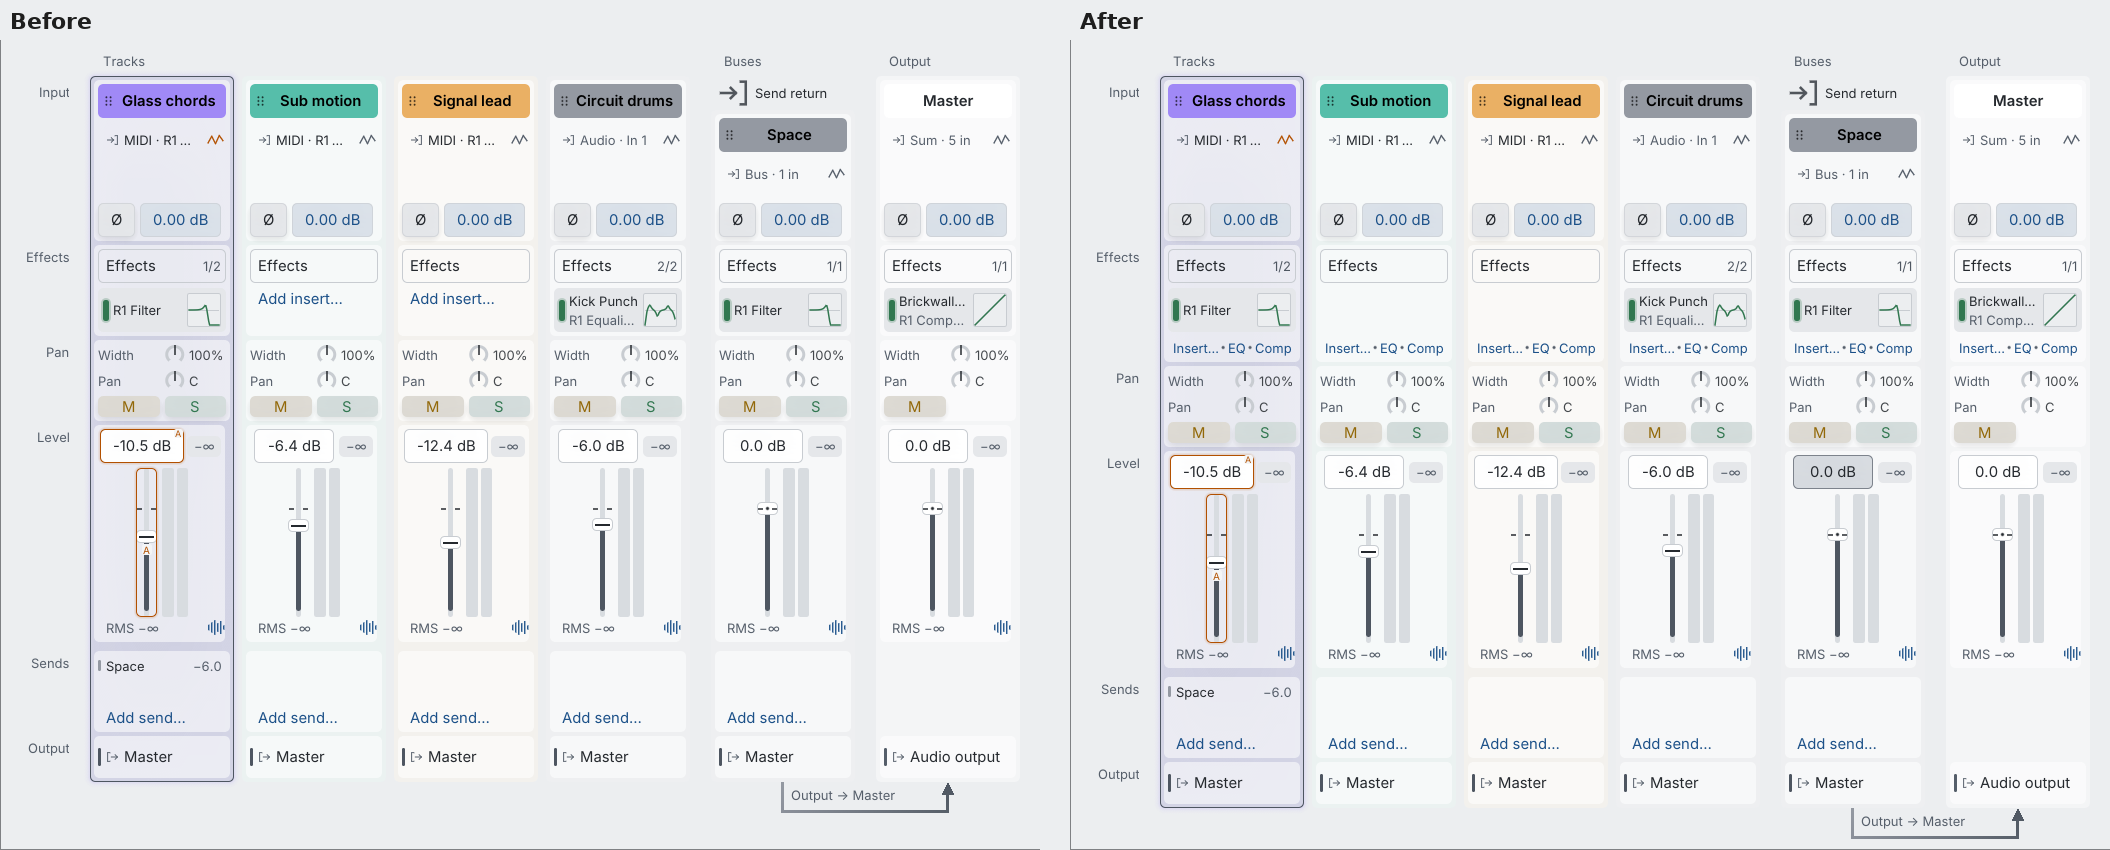 Before
Tracks Buses Output
Input
Glass chords Sub motion Signal lead Circuit drums Send return Master
MIDI · R1 ... MIDI · R1 ... MIDI · R1 ... Audio · In 1 Space Sum · 5 in
Bus · 1 in
Ø 0.00 dB Ø 0.00 dB Ø 0.00 dB Ø 0.00 dB Ø 0.00 dB Ø 0.00 dB
Effects
Effects 1/2 Effects Effects Effects 2/2 Effects 1/1 Effects 1/1
R1 Filter Add insert... Add insert... Kick Punch R1 Filter Brickwall...
R1 Equali... R1 Comp...
Pan
Width 100% Width 100% Width 100% Width 100% Width 100% Width 100%
Pan C Pan C Pan C Pan C Pan C Pan C
M S M S M S M S M S M
Level
-10.5 dB A −∞ -6.4 dB −∞ -12.4 dB −∞ -6.0 dB −∞ 0.0 dB −∞ 0.0 dB −∞
A
RMS −∞ RMS −∞ RMS −∞ RMS −∞ RMS −∞ RMS −∞
Sends
Space −6.0
Add send... Add send... Add send... Add send... Add send...
Output
Master Master Master Master Master Audio output
Output → Master
After
Tracks Buses Output
Input
Glass chords Sub motion Signal lead Circuit drums Send return Master
MIDI · R1 ... MIDI · R1 ... MIDI · R1 ... Audio · In 1 Space Sum · 5 in
Bus · 1 in
Ø 0.00 dB Ø 0.00 dB Ø 0.00 dB Ø 0.00 dB Ø 0.00 dB Ø 0.00 dB
Effects
Effects 1/2 Effects Effects Effects 2/2 Effects 1/1 Effects 1/1
R1 Filter Kick Punch R1 Filter Brickwall...
R1 Equali... R1 Comp...
Insert... • EQ • Comp Insert... • EQ • Comp Insert... • EQ • Comp Insert... • EQ • Comp Insert... • EQ • Comp Insert... • EQ • Comp
Pan
Width 100% Width 100% Width 100% Width 100% Width 100% Width 100%
Pan C Pan C Pan C Pan C Pan C Pan C
M S M S M S M S M S M
Level
-10.5 dB A −∞ -6.4 dB −∞ -12.4 dB −∞ -6.0 dB −∞ 0.0 dB −∞ 0.0 dB −∞
A
RMS −∞ RMS −∞ RMS −∞ RMS −∞ RMS −∞ RMS −∞
Sends
Space −6.0
Add send... Add send... Add send... Add send... Add send...
Output
Master Master Master Master Master Audio output
Output → Master